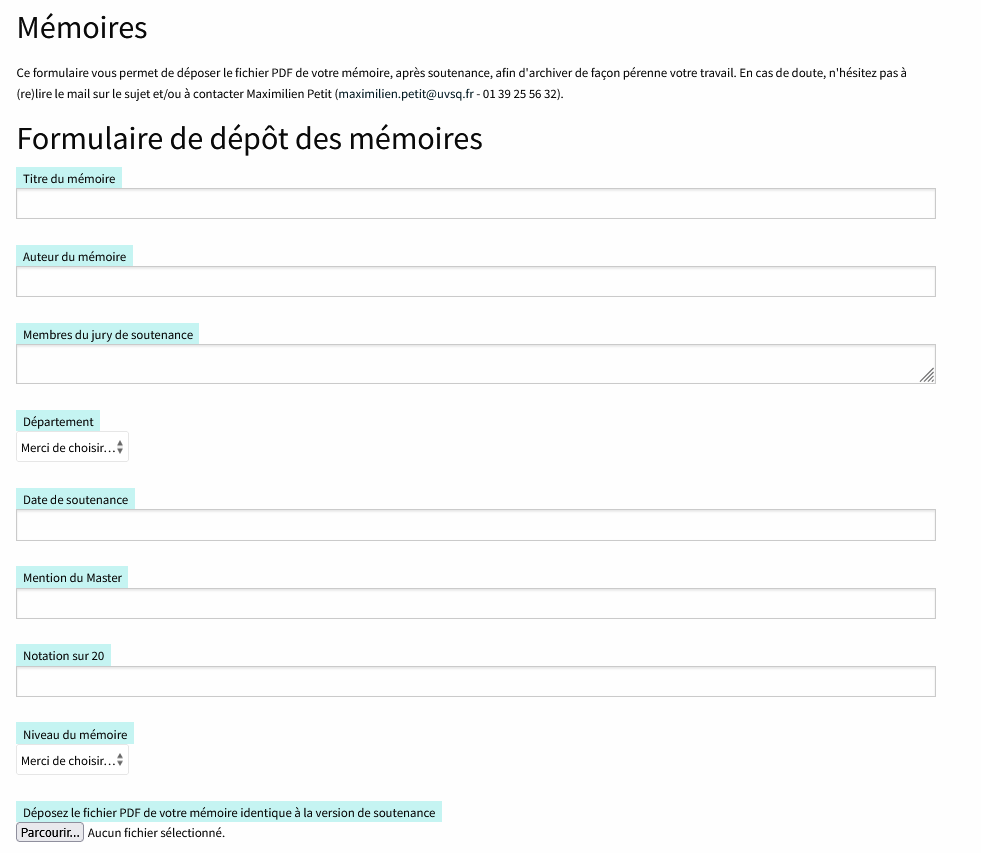 Mémoires
Ce formulaire vous permet de déposer le fichier PDF de votre mémoire, après soutenance, afin d'archiver de façon pérenne votre travail. En cas de doute, n'hésitez pas à
(re)lire le mail sur le sujet et/ou à contacter Maximilien Petit (maximilien.petit@uvsq.fr - 01 39 25 56 32).
Formulaire de dépôt des mémoires
Titre du mémoire
Auteur du mémoire
Membres du jury de soutenance
Département
Merci de choisir...
Date de soutenance
Mention du Master
Notation sur 20
Niveau du mémoire
Merci de choisir...
Déposez le fichier PDF de votre mémoire identique à la version de soutenance
Parcourir... Aucun fichier sélectionné.